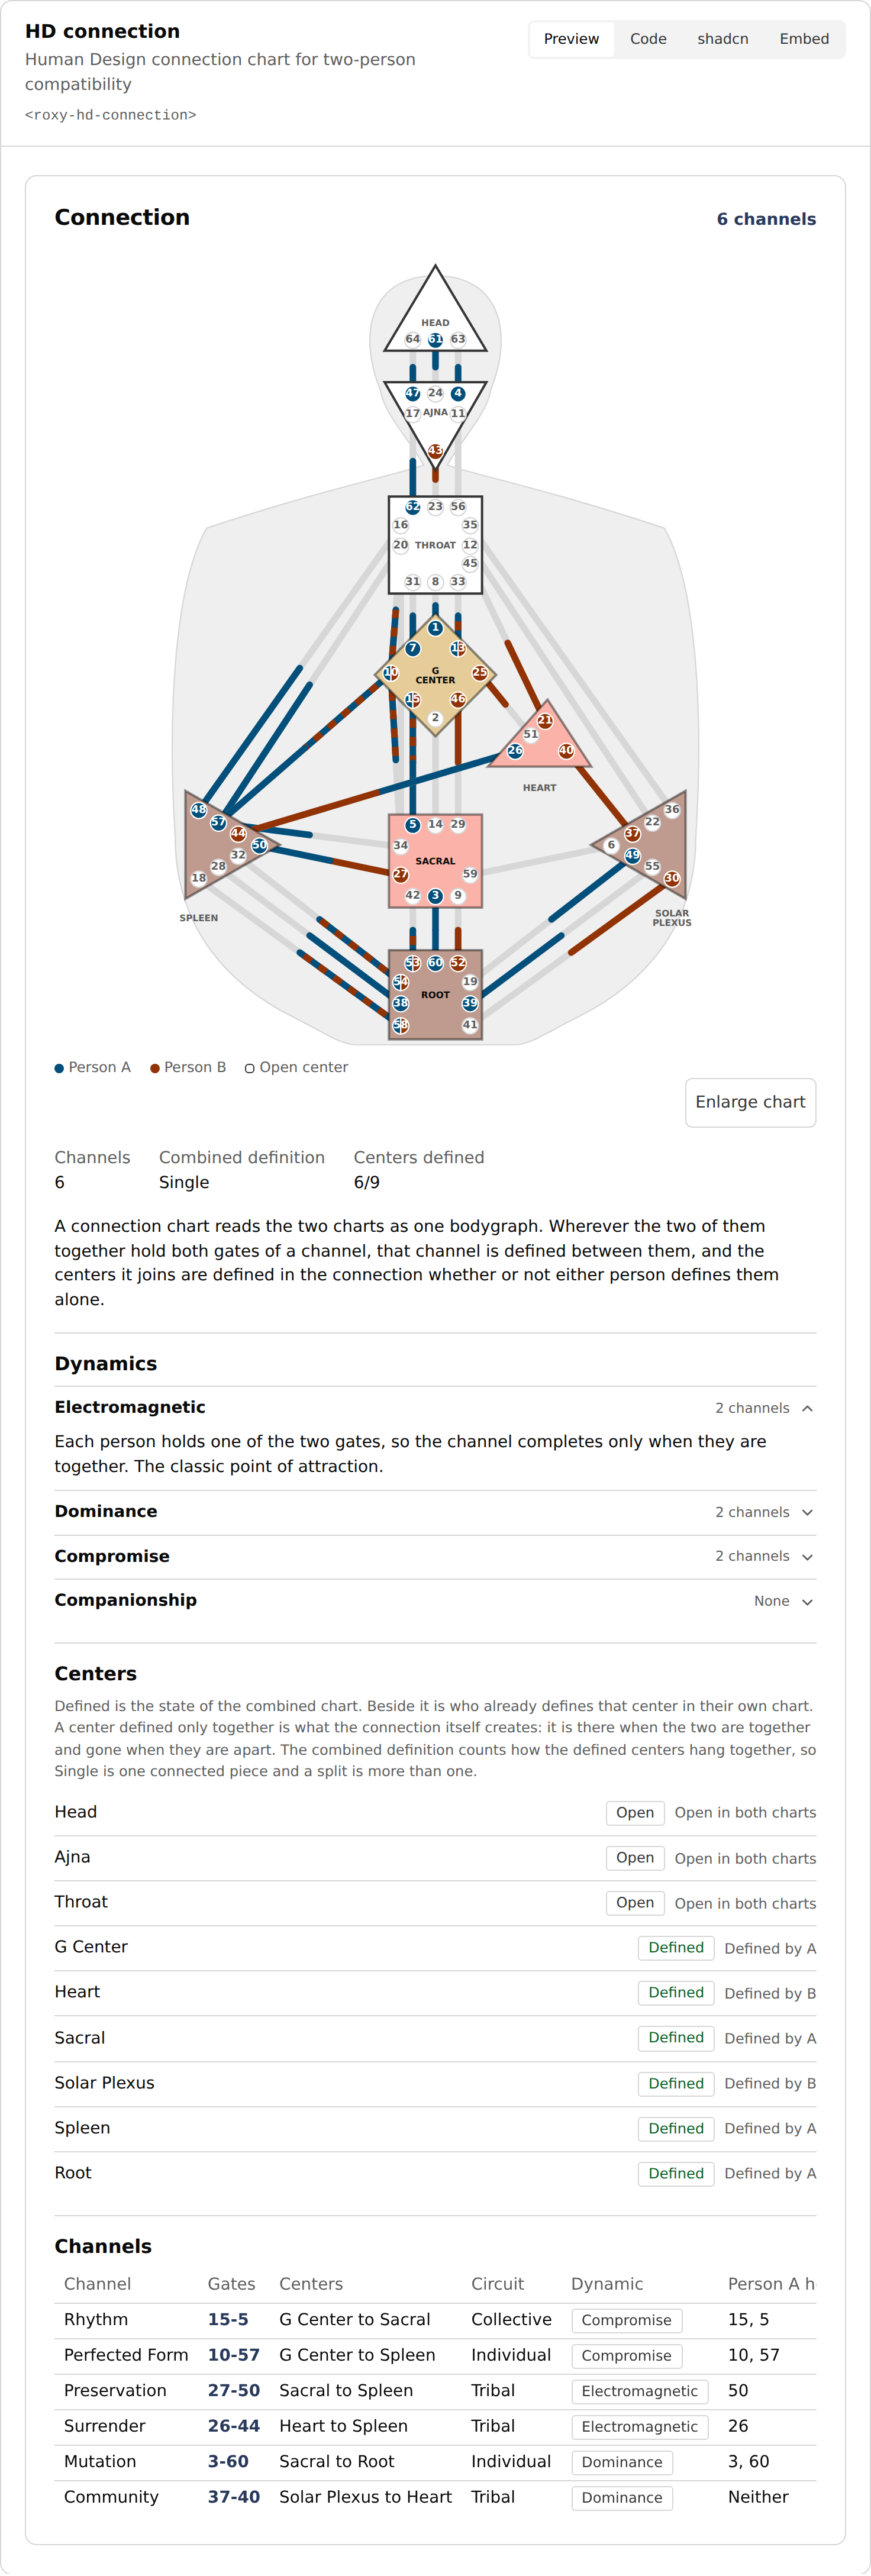 HD connection
Human Design connection chart for two-person
compatibility
<roxy-hd-connection>
Preview Code shadcn Embed
Connection
6 channels
HEAD
64 61 63
47 24 4
17 AJNA 11
43
62 23 56
16 35
20 THROAT 12
45
31 8 33
1
7 13
10 G CENTER 25
15 46
2
21
51
26 40
HEART
48
57
44
50
32
28
18
SPLEEN
5 14 29
34
SACRAL
27 59
42 3 9
36
22
37
6
49
55
30
SOLAR
PLEXUS
53 60 52
54 19
ROOT
38 39
58 41
Person A Person B Open center
Enlarge chart
Channels Combined definition Centers defined
6 Single 6/9
A connection chart reads the two charts as one bodygraph. Wherever the two of them
together hold both gates of a channel, that channel is defined between them, and the
centers it joins are defined in the connection whether or not either person defines them
alone.
Dynamics
Electromagnetic 2 channels
Each person holds one of the two gates, so the channel completes only when they are
together. The classic point of attraction.
Dominance 2 channels
Compromise 2 channels
Companionship None
Centers
Defined is the state of the combined chart. Beside it is who already defines that center in their own chart.
A center defined only together is what the connection itself creates: it is there when the two are together
and gone when they are apart. The combined definition counts how the defined centers hang together, so
Single is one connected piece and a split is more than one.
Head Open Open in both charts
Ajna Open Open in both charts
Throat Open Open in both charts
G Center Defined Defined by A
Heart Defined Defined by B
Sacral Defined Defined by A
Solar Plexus Defined Defined by B
Spleen Defined Defined by A
Root Defined Defined by A
Channels
Channel Gates Centers Circuit Dynamic Person A h
Rhythm 15-5 G Center to Sacral Collective Compromise 15, 5
Perfected Form 10-57 G Center to Spleen Individual Compromise 10, 57
Preservation 27-50 Sacral to Spleen Tribal Electromagnetic 50
Surrender 26-44 Heart to Spleen Tribal Electromagnetic 26
Mutation 3-60 Sacral to Root Individual Dominance 3, 60
Community 37-40 Solar Plexus to Heart Tribal Dominance Neither